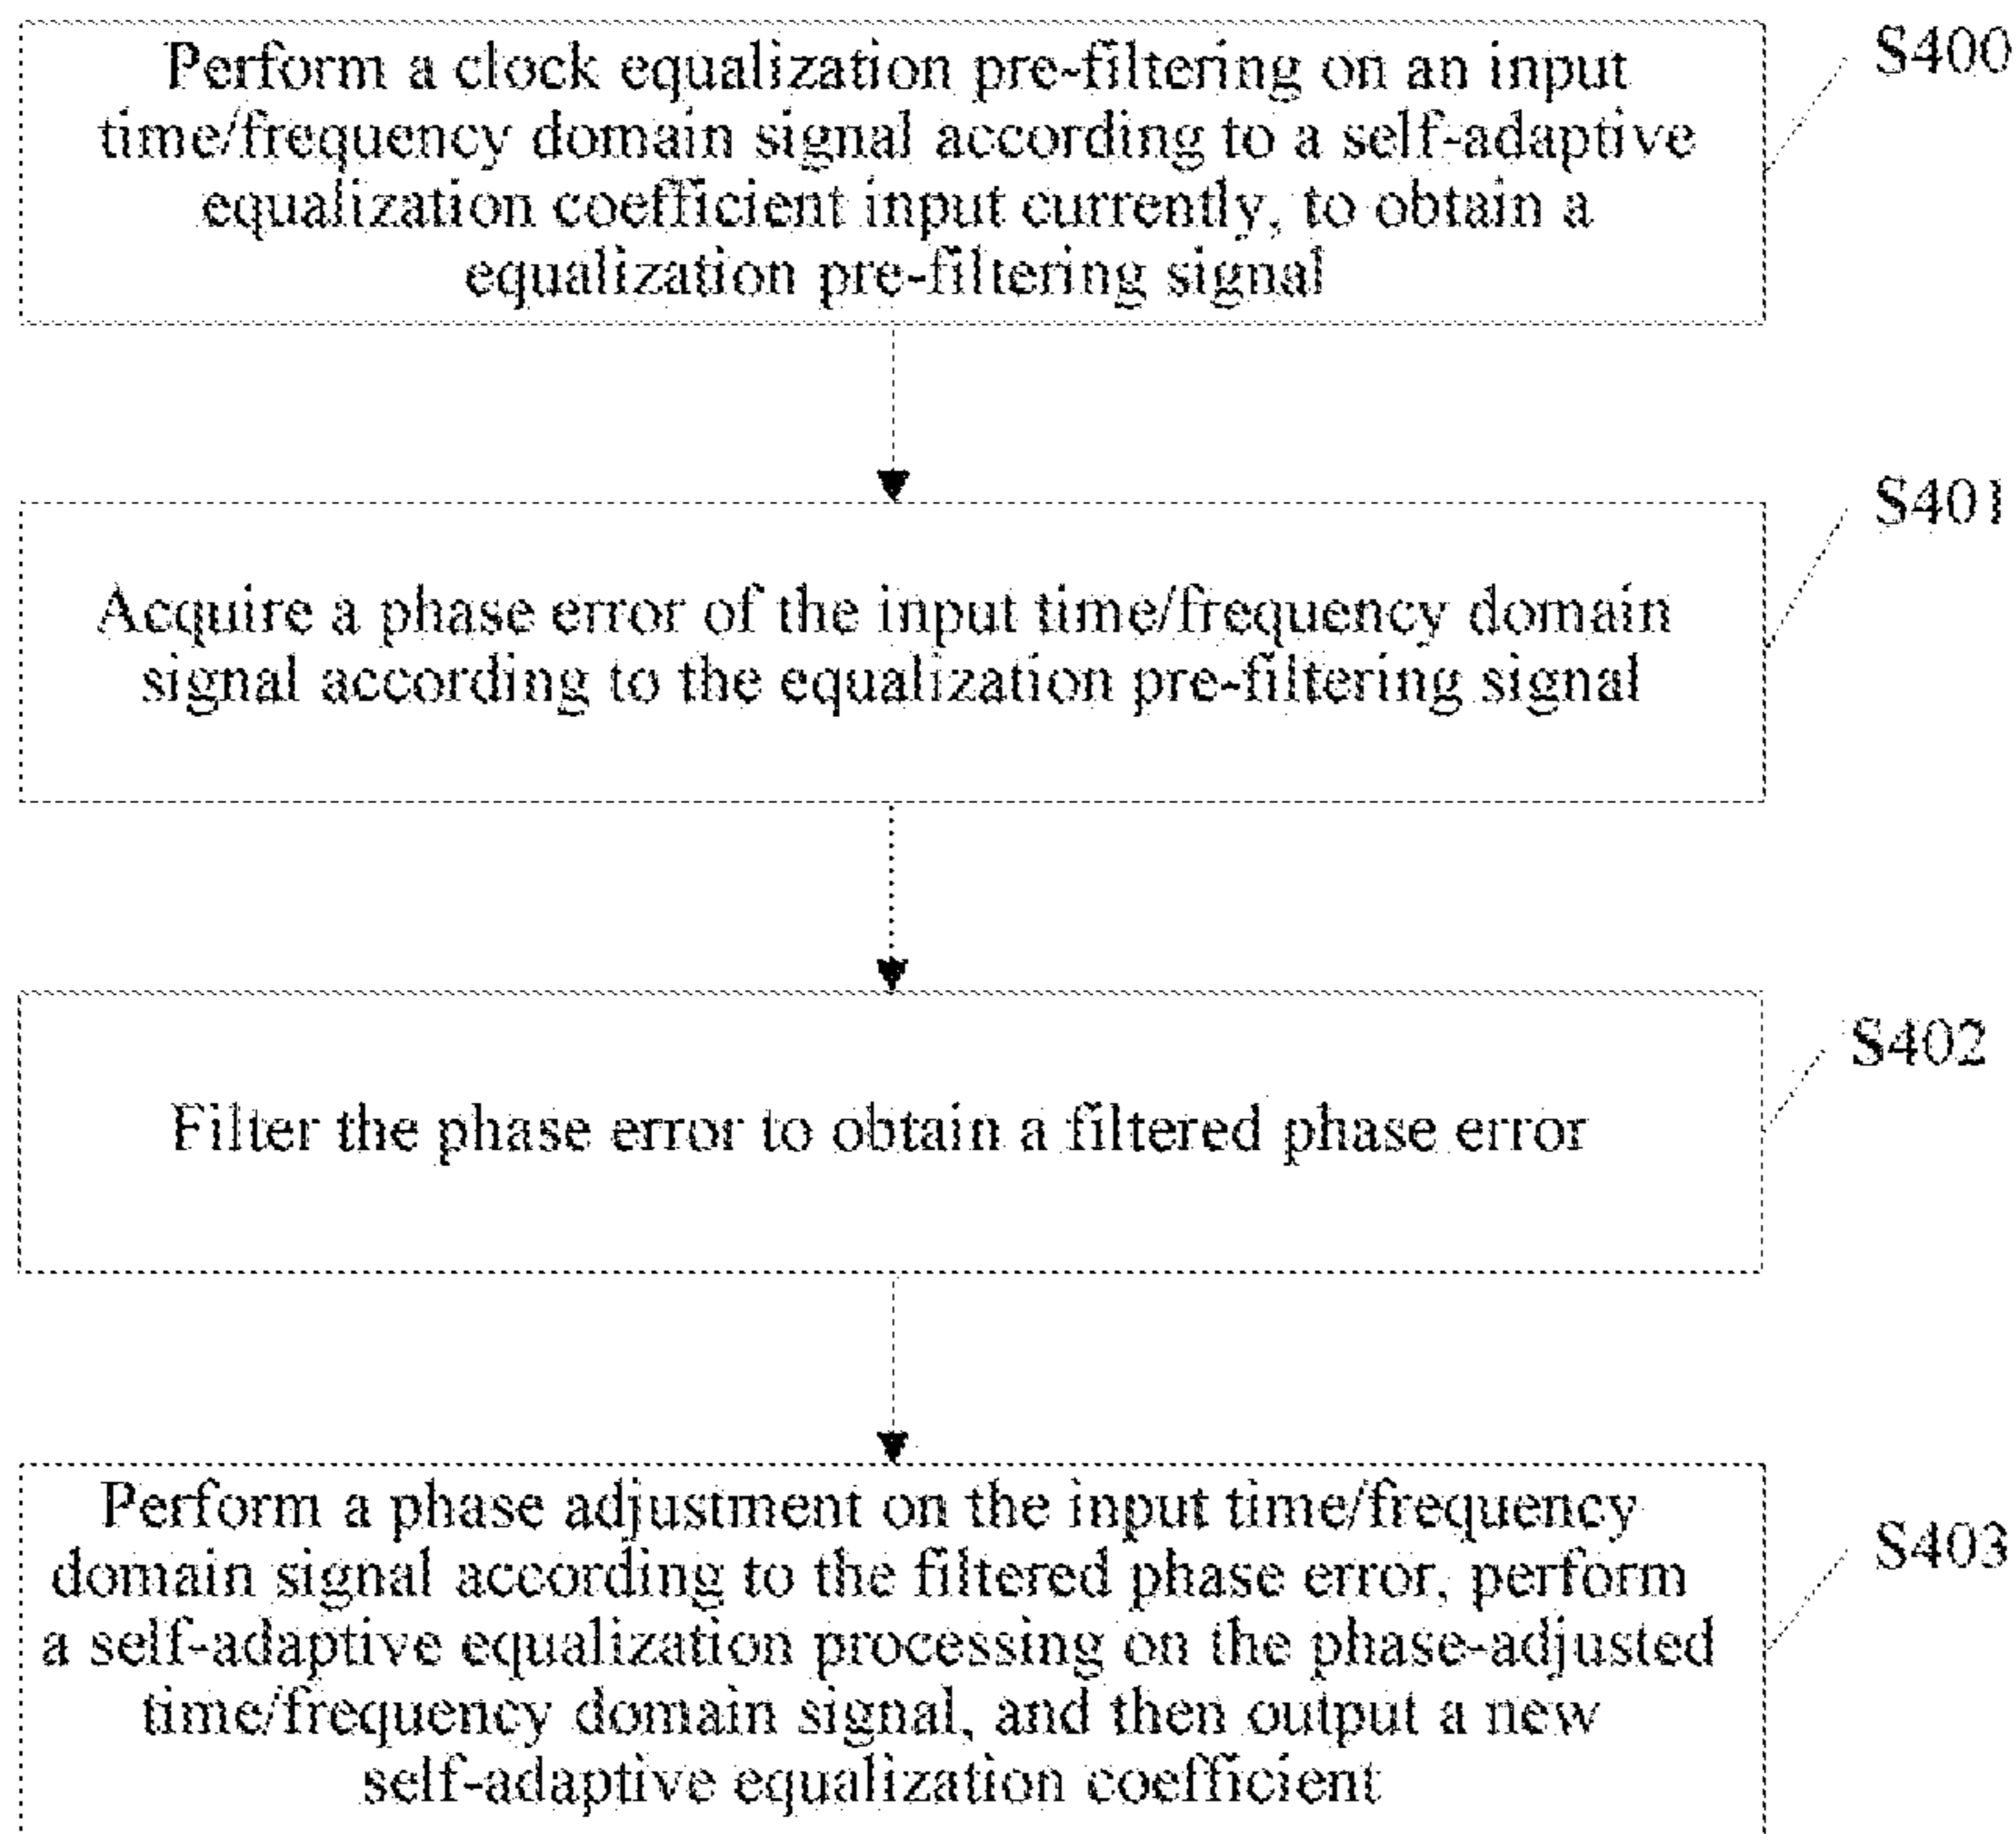 Perform a clock equalization pre-filtering on an input
time/frequency domain signal according to a self-adaptive
equalization coefficient input currently, to obtain a
equalization pre-filtering signal
S400
Acquire a phase error of the input time/frequency domain
signal according to the equalization pre-filtering signal
S401
Filter the phase error to obtain a filtered phase error
S402
Perform a phase adjustment on the input time/frequency
domain signal according to the filtered phase error, perform
a self-adaptive equalization processing on the phase-adjusted
time/frequency domain signal, and then output a new
self-adaptive equalization coefficient
S403